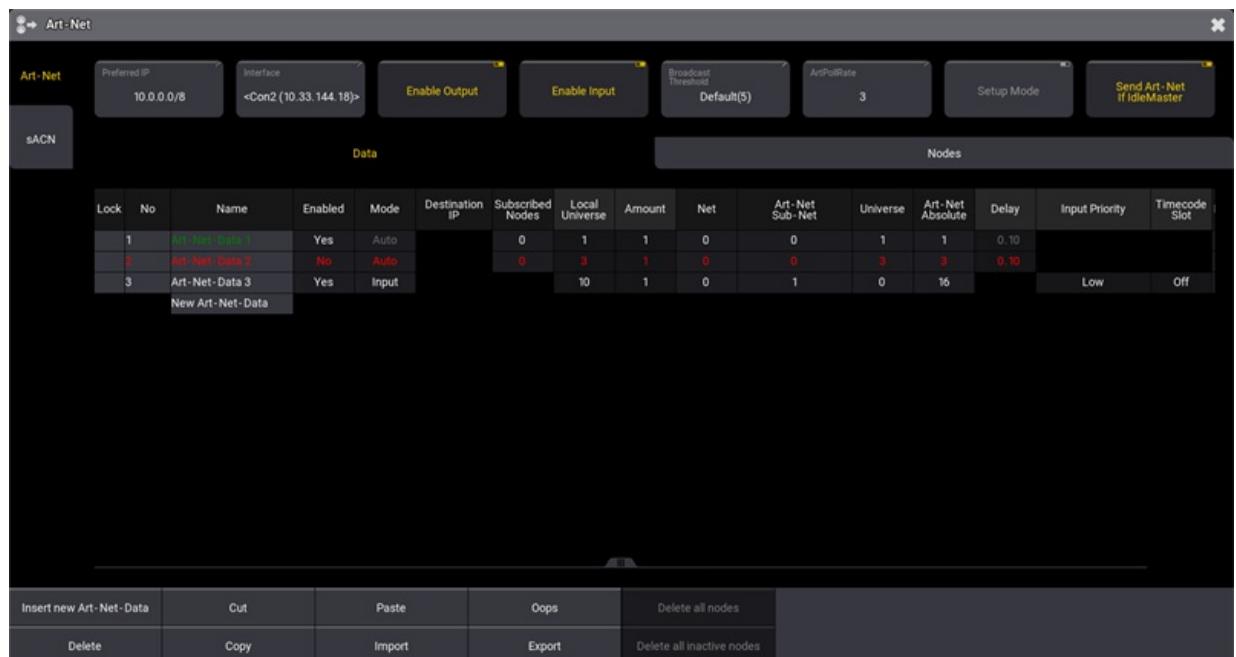 Art-Net
Art-Net
sACN
Preferred IP
10.0.0.0/8
Interface
<Con2 (10.33.144.18)>
Enable Output
Enable Input
Broadcast
Threshold
Default(5)
ArtPollRate
3
Setup Mode
Send Art-Net
If IdleMaster
Data
Nodes
Lock No Name Enabled Mode Destination IP Subscribed Nodes Local Universe Amount Net Art-Net Sub-Net Universe Art-Net Absolute Delay Input Priority Timecode Slot
1 Art-Net-Data 1 Yes Auto 0 1 1 0 0 1 1 0.10
2 Art-Net-Data 2 No Auto 0 3 1 0 0 3 3 0.10
3 Art-Net-Data 3 Yes Input 10 1 0 1 0 16 Low Off
New Art-Net-Data
Insert new Art-Net-Data Cut Paste Oops Delete all nodes
Delete Copy Import Export Delete all inactive nodes